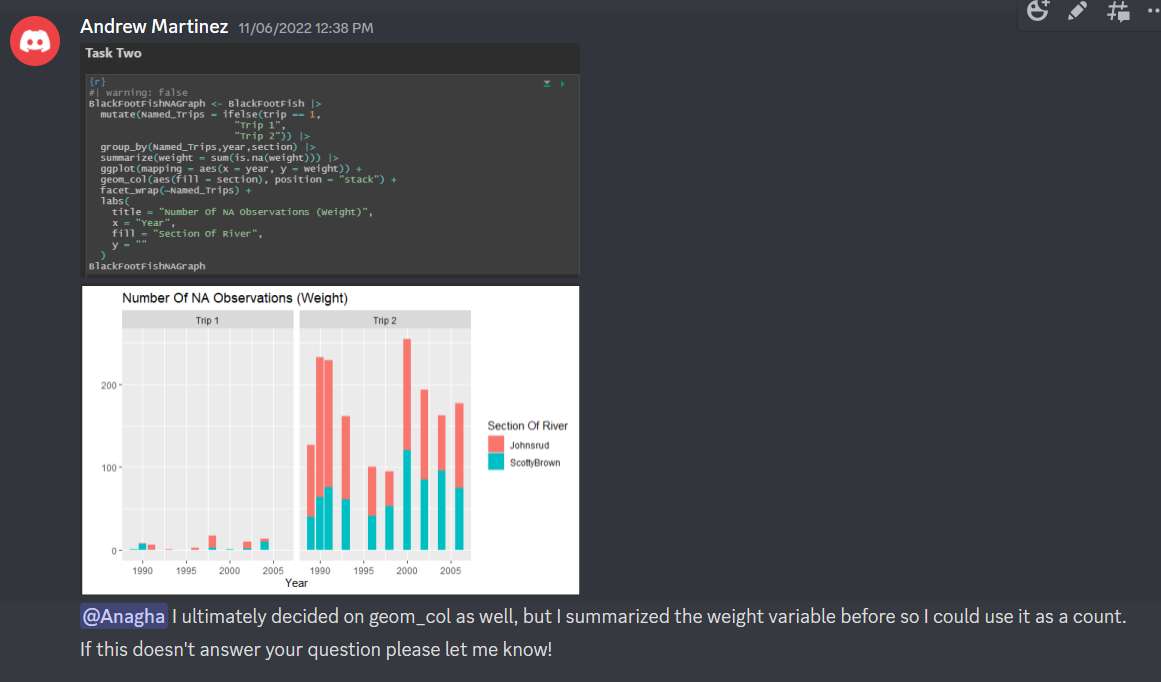 Andrew Martinez 11/06/2022 12:38 PM
Task Two
{r}
#| warning: false
BlackFootFishNAGraph <- BlackFootFish |>
mutate(Named_Trips = ifelse(trip == 1,
"Trip 1",
"Trip 2")) |>
group_by(Named_Trips,year,section) |>
summarize(weight = sum(is.na(weight))) |>
ggplot(mapping = aes(x = year, y = weight)) +
geom_col(aes(fill = section), position = "stack") +
facet_wrap(~Named_Trips) +
labs(
title = "Number Of NA Observations (Weight)",
x = "Year",
fill = "Section Of River",
y = ""
)
BlackFootFishNAGraph
Number Of NA Observations (Weight)
Trip 1 Trip 2
200
100
0
1990 1995 2000 2005 1990 1995 2000 2005
Year
Section Of River
Johnsrud
ScottyBrown
@Anagha I ultimately decided on geom_col as well, but I summarized the weight variable before so I could use it as a count.
If this doesn't answer your question please let me know!